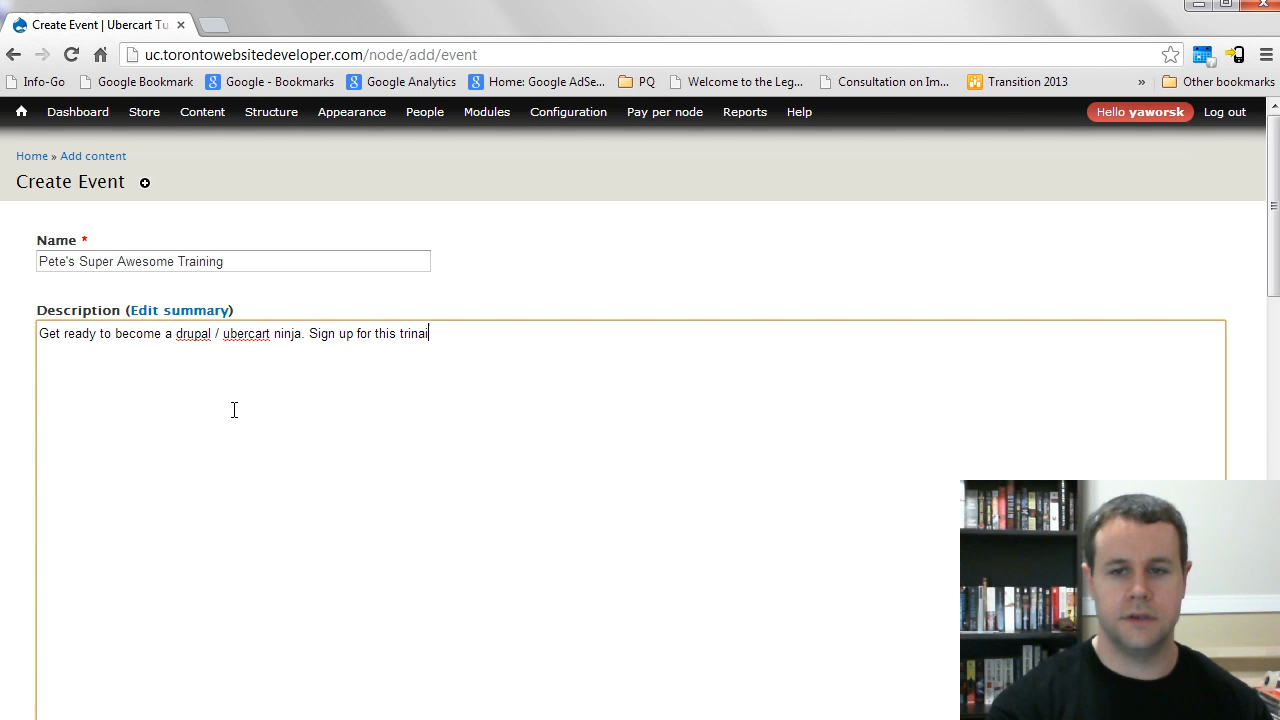 Create Event | Ubercart Tu
uc.torontowebsitedeveloper.com/node/add/event
Info-Go Google Bookmark Google - Bookmarks Google Analytics Home: Google AdSe... PQ Welcome to the Leg... Consultation on Im... Transition 2013 » Other bookmarks
Dashboard Store Content Structure Appearance People Modules Configuration Pay per node Reports Help Hello yaworsk Log out
Home » Add content
Create Event
Name *
Pete's Super Awesome Training
Description (Edit summary)
Get ready to become a drupal / ubercart ninja. Sign up for this trinai